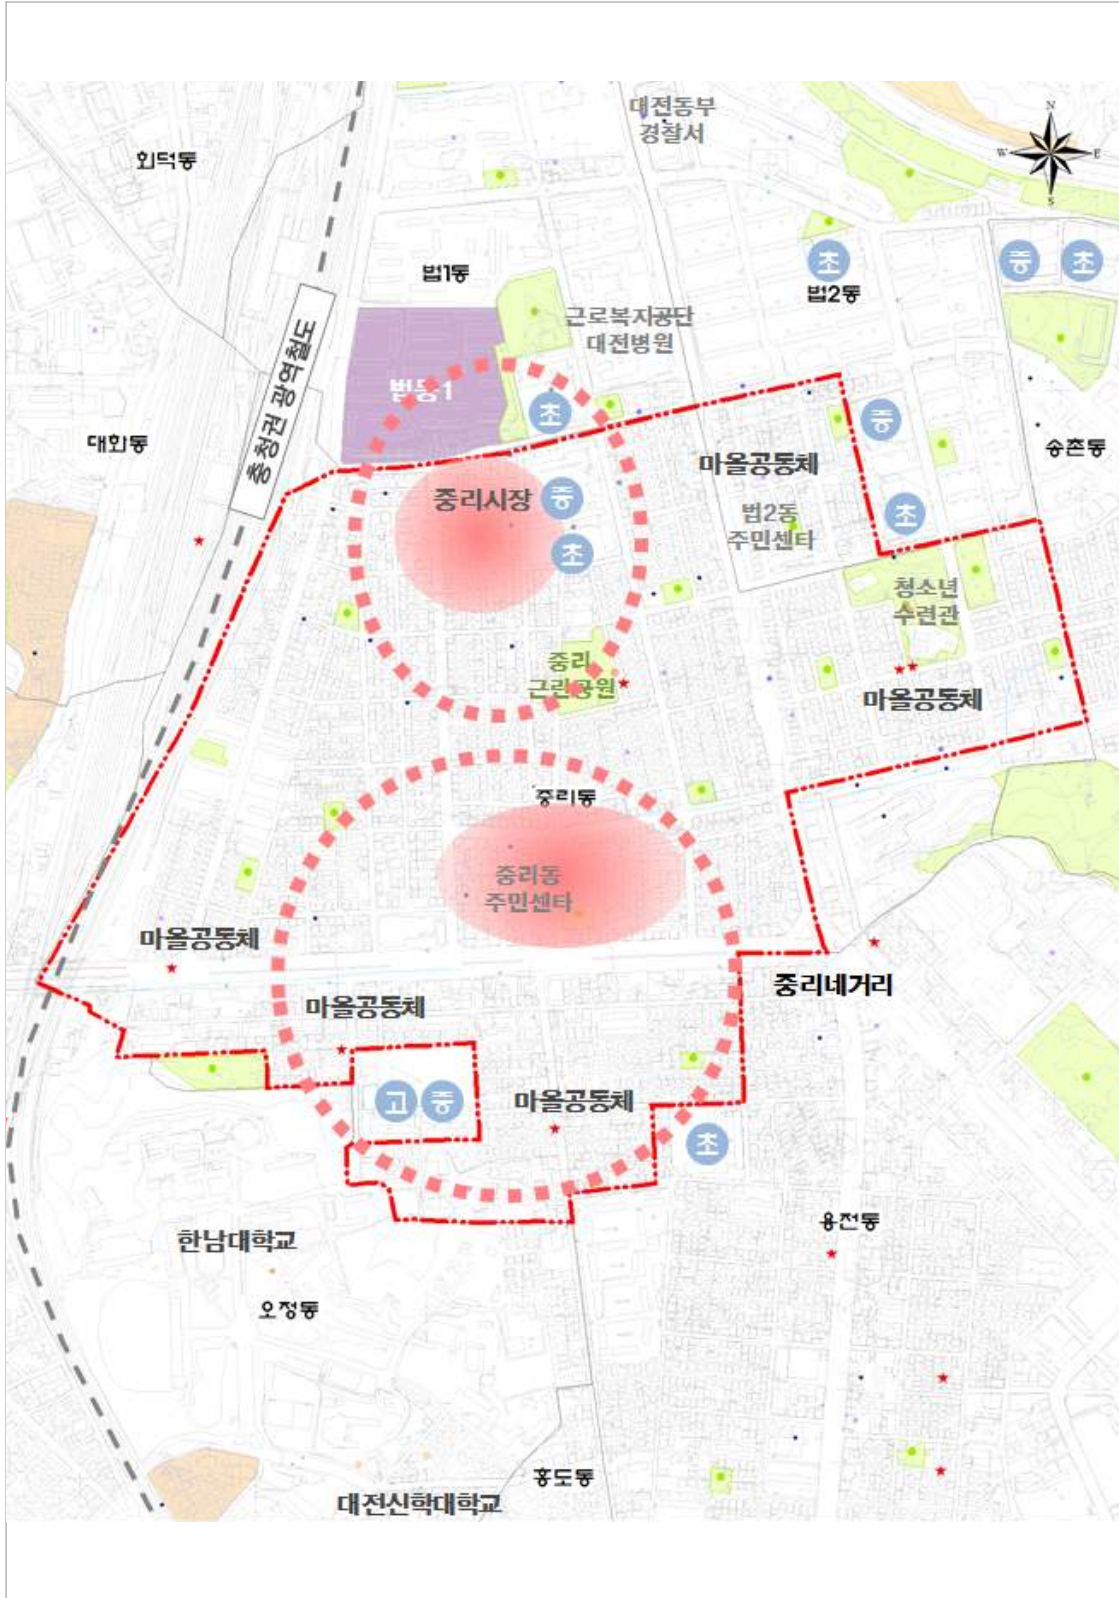 대전동부
경찰서
N
W
E
S
회덕동
초
중
초
법1동
법2동
근로복지공단
대전병원
충청권 광역철도
법동1
초
중
대화동
송촌동
마을공동체
중리시장
중
초
법2동
주민센타
초
청소년
수련관
중리
근린공원
마을공동체
중리동
중리동
주민센타
마을공동체
중리네거리
마을공동체
고
중
마을공동체
초
용전동
한남대학교
오정동
홍도동
대전신학대학교